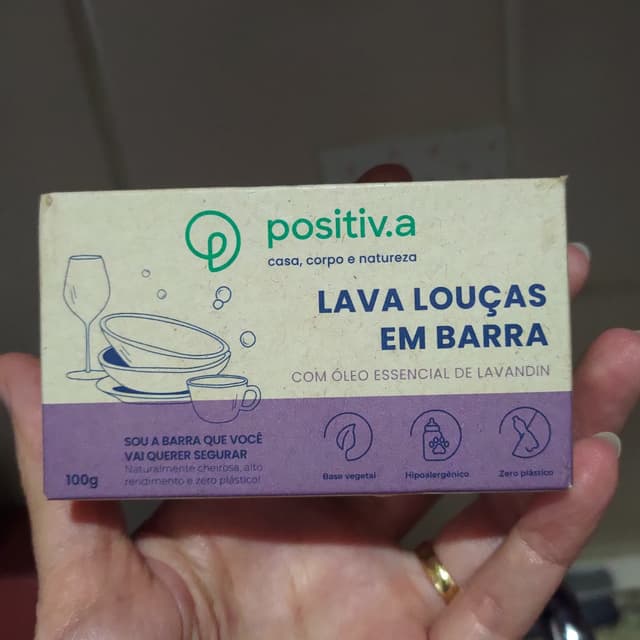 positiv.a
casa, corpo e natureza
LAVA LOUÇAS
EM BARRA
COM ÓLEO ESSENCIAL DE LAVANDIN
SOU A BARRA QUE VOCÊ
VAI QUERER SEGURAR
Naturalmente cheirosa, alto
rendimento e zero plástico!
100g
Base vegetal
Hipoalergênico
Zero plástico